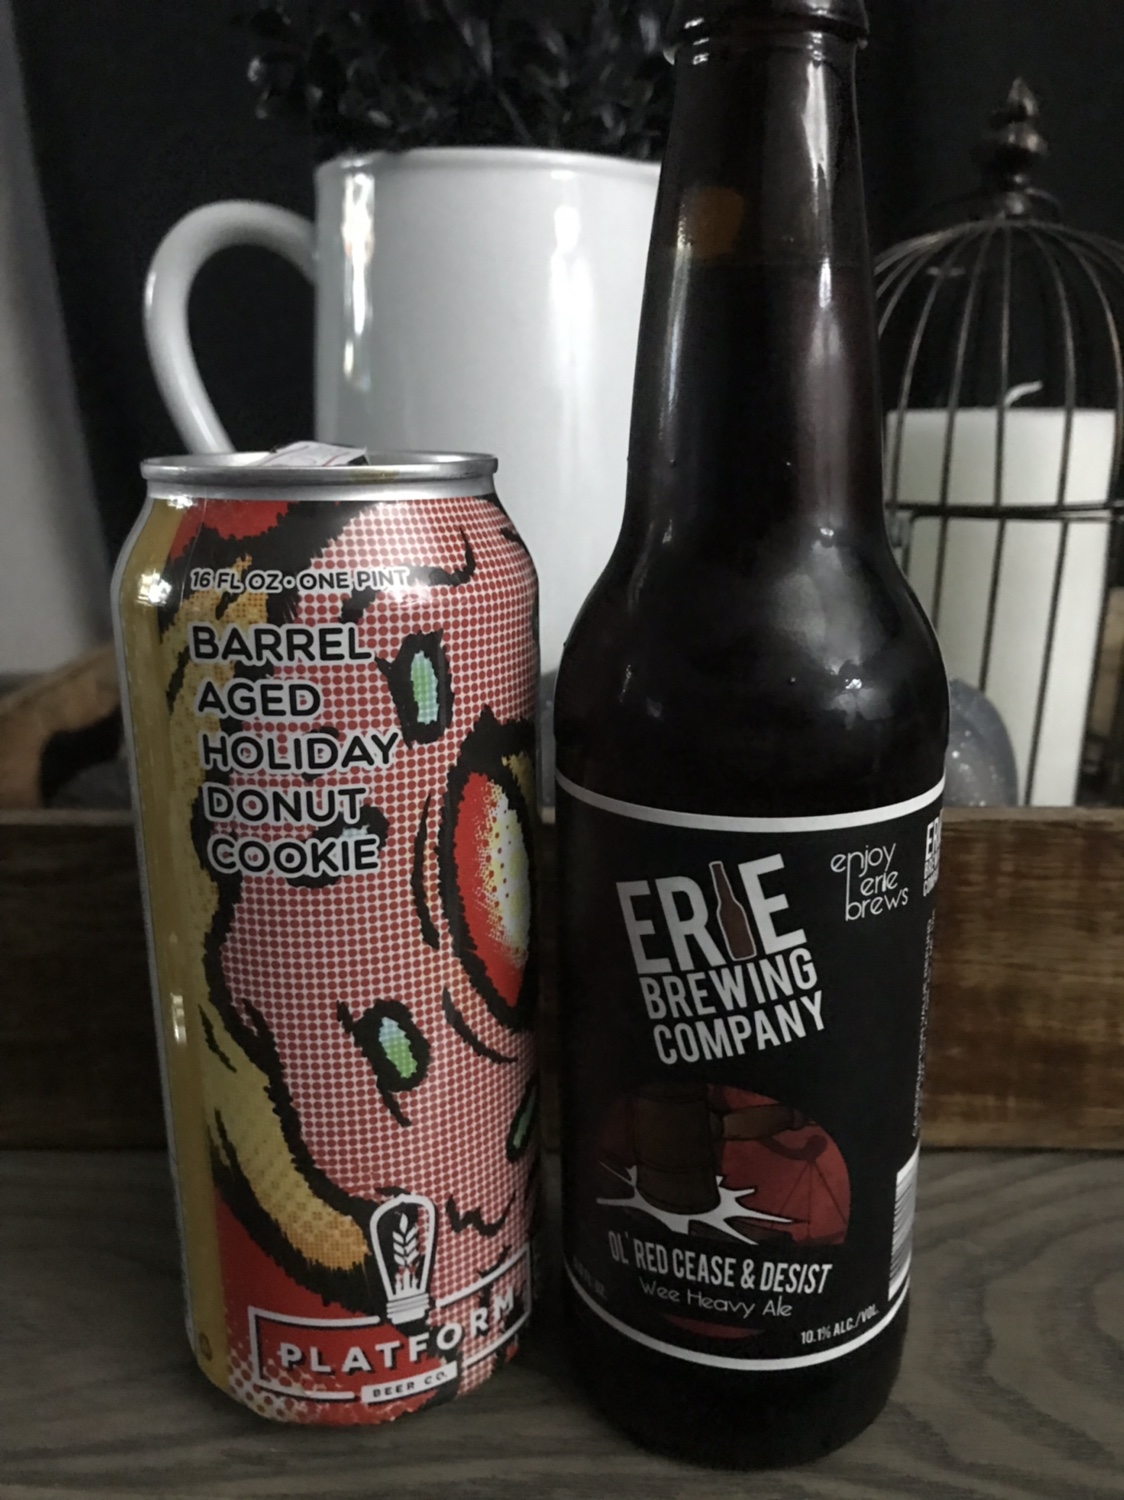 16 FL OZ • ONE PINT
BARREL
AGED
HOLIDAY
DONUT
COOKIE
PLATFORM
BEER CO.
ERIE
BREWING
COMPANY
enjoy
erie
brews
OL' RED CEASE & DESIST
Wee Heavy Ale
10.1% ALC./VOL.